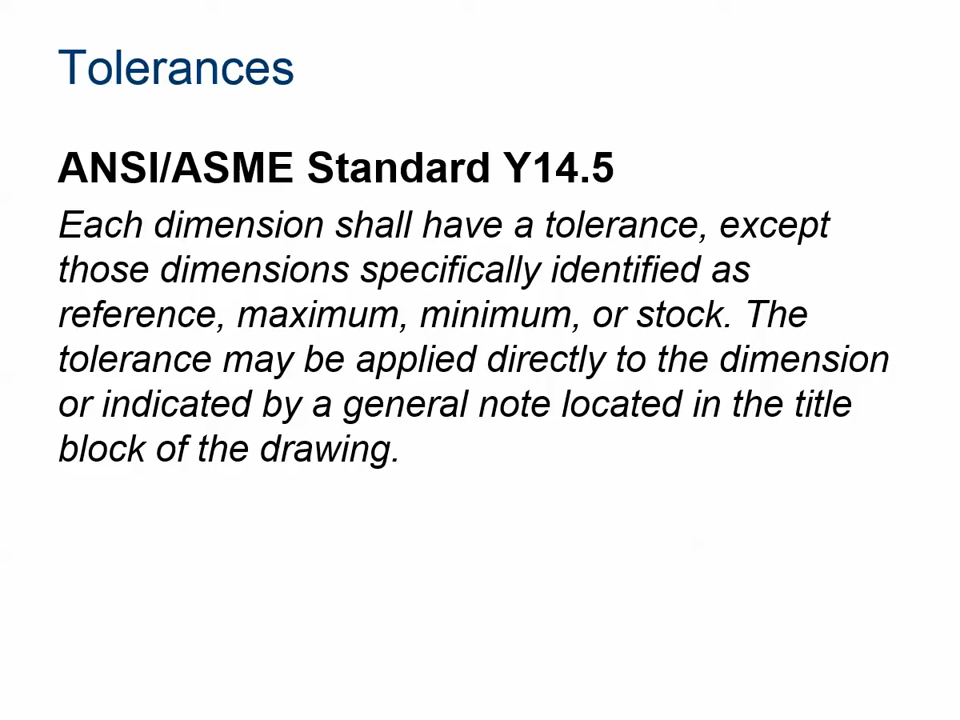 Tolerances
ANSI/ASME Standard Y14.5
Each dimension shall have a tolerance, except
those dimensions specifically identified as
reference, maximum, minimum, or stock. The
tolerance may be applied directly to the dimension
or indicated by a general note located in the title
block of the drawing.